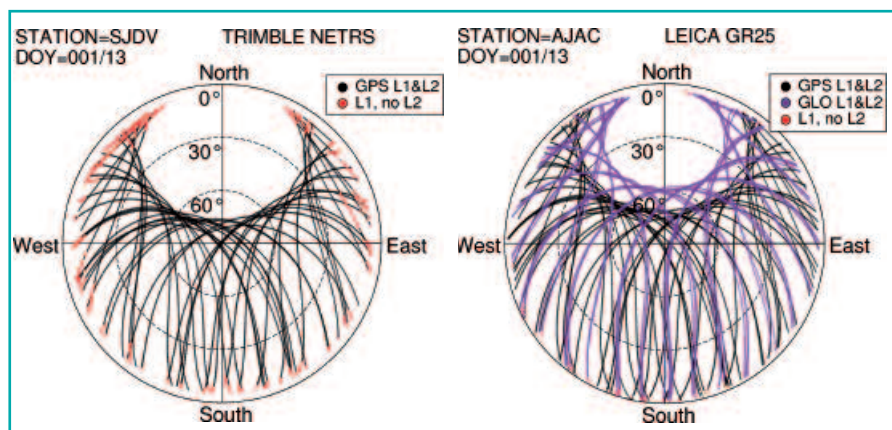 STATION=SJDV TRIMBLE NETRS
DOY=001/13
North
GPS L1&L2
L1, no L2
0°
30°
60°
West
East
South
STATION=AJAC LEICA GR25
DOY=001/13
North
GPS L1&L2
GLO L1&L2
L1, no L2
0°
30°
60°
West
East
South